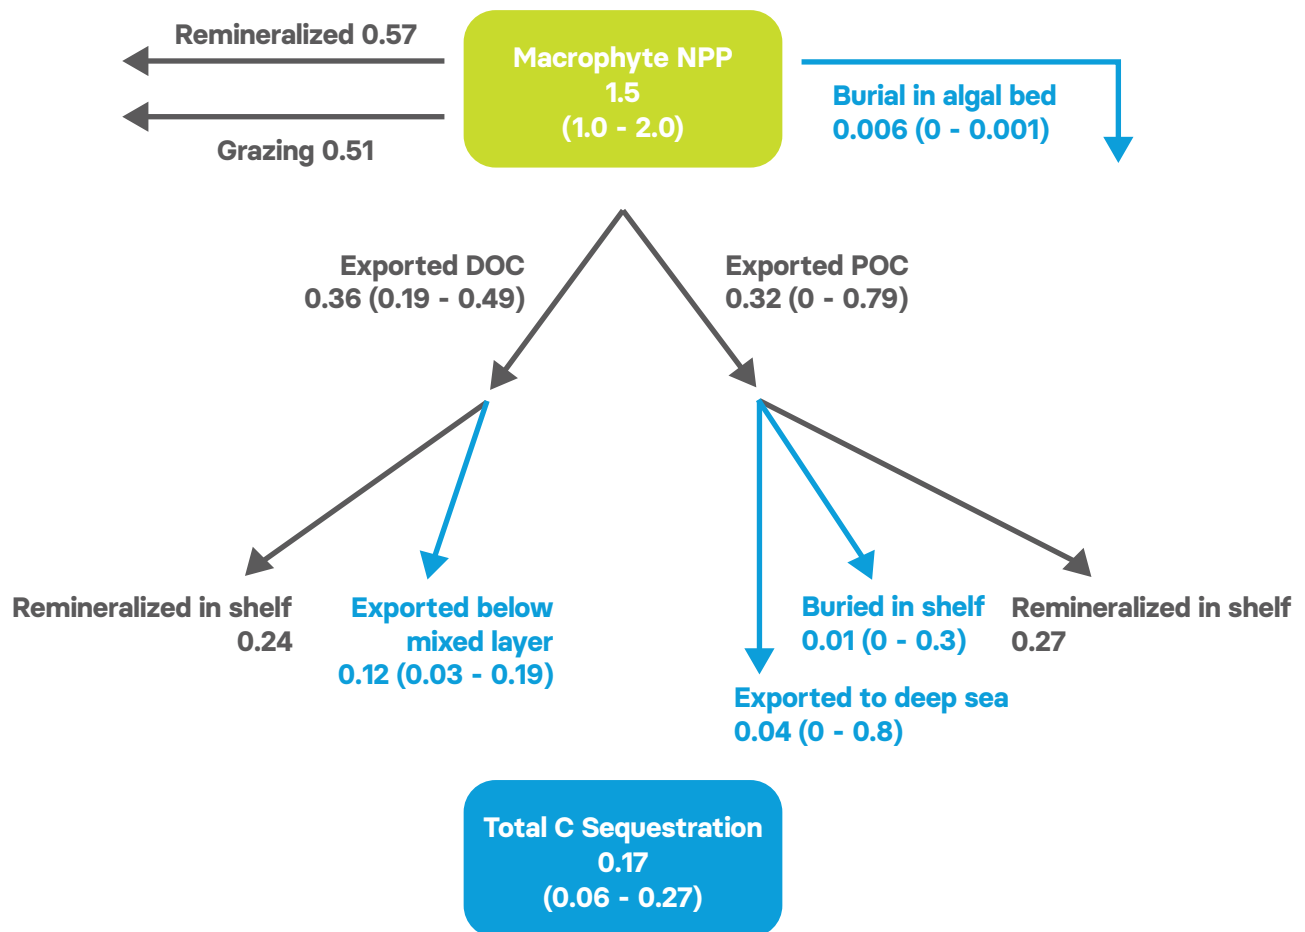 Remineralized 0.57
Grazing 0.51
Macrophyte NPP
1.5
(1.0 - 2.0)
Burial in algal bed
0.006 (0 - 0.001)
Exported DOC
0.36 (0.19 - 0.49)
Exported POC
0.32 (0 - 0.79)
Remineralized in shelf
0.24
Exported below
mixed layer
0.12 (0.03 - 0.19)
Buried in shelf
0.01 (0 - 0.3)
Remineralized in shelf
0.27
Exported to deep sea
0.04 (0 - 0.8)
Total C Sequestration
0.17
(0.06 - 0.27)